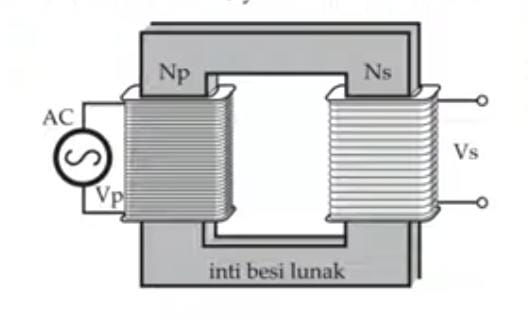 Np
Ns
AC
Vs
Vp
inti besi lunak